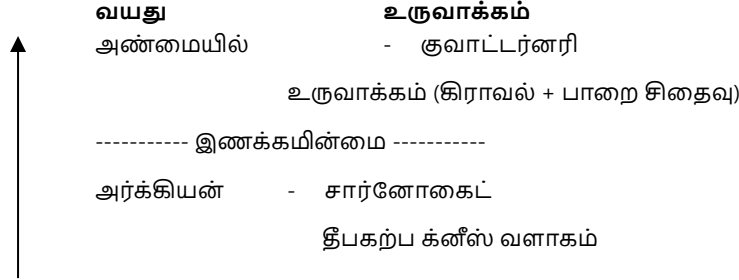 வயது உருவாக்கம்
அண்மையில் - குவாட்டர்னரி
உருவாக்கம் (கிராவல் + பாறை சிதைவு)
----------- இணக்கமின்மை -----------
அர்க்கியன் - சார்னோகைட்
தீபகற்ப க்னீஸ் வளாகம்